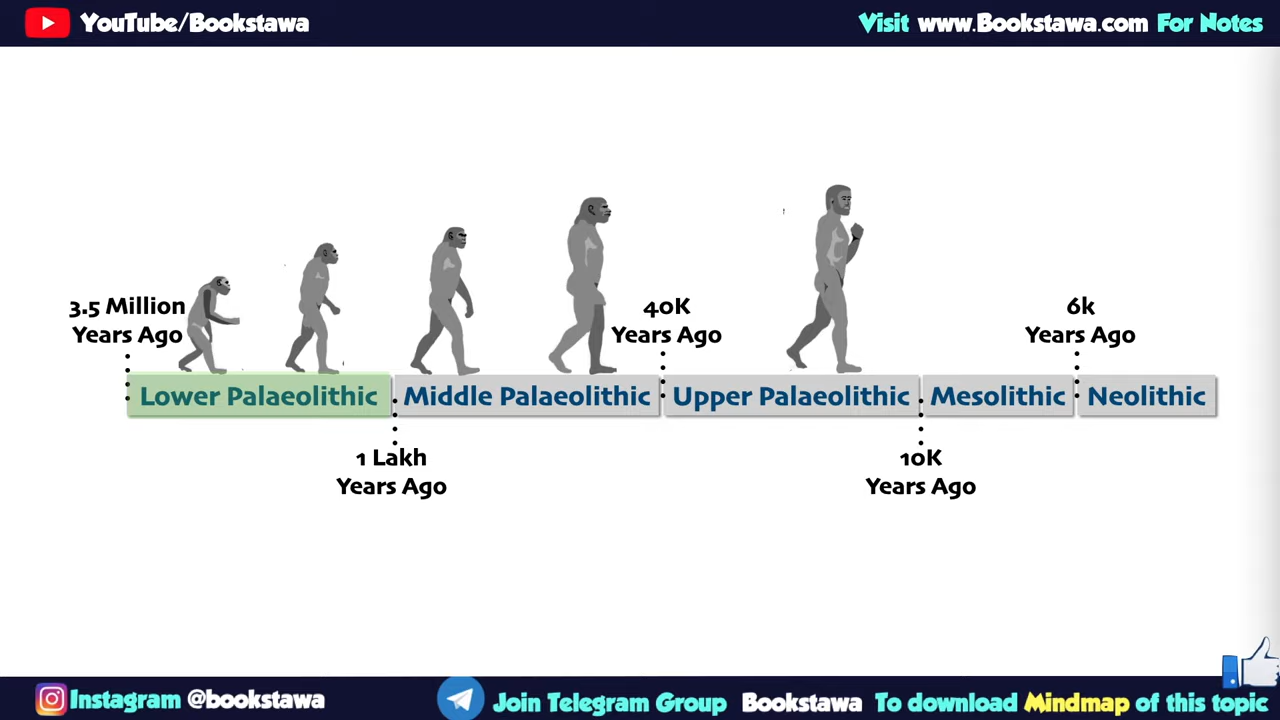 YouTube/Bookstawa
Visit www.Bookstawa.com For Notes
3.5 Million
Years Ago
40K
Years Ago
6k
Years Ago
Lower Palaeolithic
Middle Palaeolithic
Upper Palaeolithic
Mesolithic
Neolithic
1 Lakh
Years Ago
10K
Years Ago
Instagram @bookstawa
Join Telegram Group Bookstawa To download Mindmap of this topic